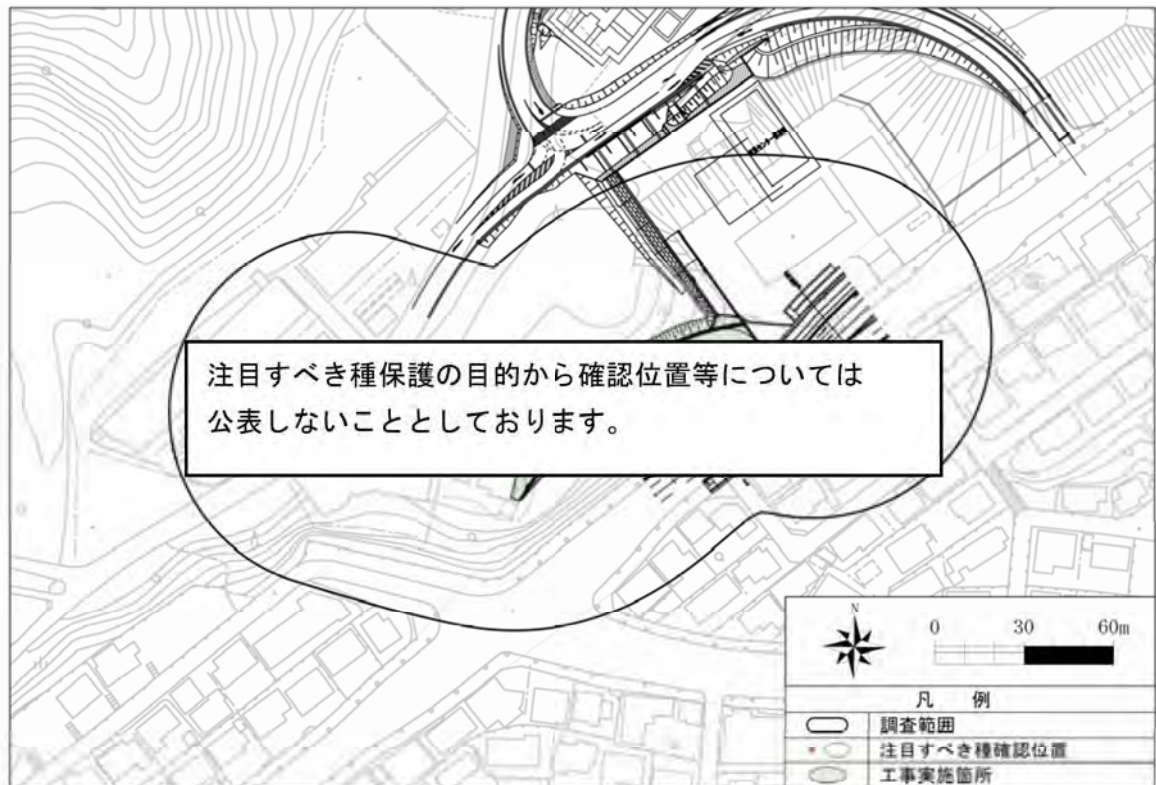 注目すべき種保護の目的から確認位置等については
公表しないこととしております。
N
0 30 60m
凡 例
調査範囲
注目すべき種確認位置
工事実施箇所